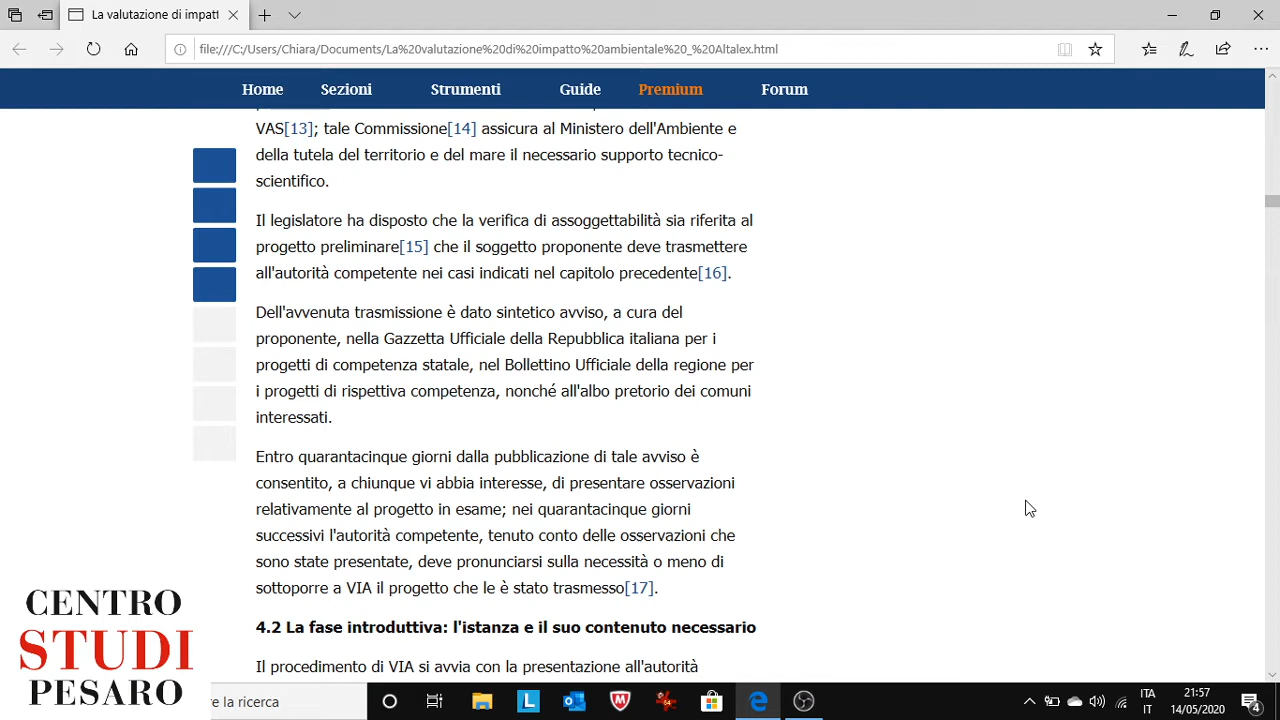 La valutazione di impatt
file:///C:/Users/Chiara/Documents/La%20valutazione%20di%20impatto%20ambientale%20_%20Altalex.html
Home Sezioni Strumenti Guide Premium Forum
VAS[13]; tale Commissione[14] assicura al Ministero dell'Ambiente e
della tutela del territorio e del mare il necessario supporto tecnico-
scientifico.
Il legislatore ha disposto che la verifica di assoggettabilità sia riferita al
progetto preliminare[15] che il soggetto proponente deve trasmettere
all'autorità competente nei casi indicati nel capitolo precedente[16].
Dell'avvenuta trasmissione è dato sintetico avviso, a cura del
proponente, nella Gazzetta Ufficiale della Repubblica italiana per i
progetti di competenza statale, nel Bollettino Ufficiale della regione per
i progetti di rispettiva competenza, nonché all'albo pretorio dei comuni
interessati.
Entro quarantacinque giorni dalla pubblicazione di tale avviso è
consentito, a chiunque vi abbia interesse, di presentare osservazioni
relativamente al progetto in esame; nei quarantacinque giorni
successivi l'autorità competente, tenuto conto delle osservazioni che
sono state presentate, deve pronunciarsi sulla necessità o meno di
sottoporre a VIA il progetto che le è stato trasmesso[17].
4.2 La fase introduttiva: l'istanza e il suo contenuto necessario
Il procedimento di VIA si avvia con la presentazione all'autorità
CENTRO
STUDI
PESARO
re la ricerca
L
64
ITA
IT
21:57
14/05/2020
4